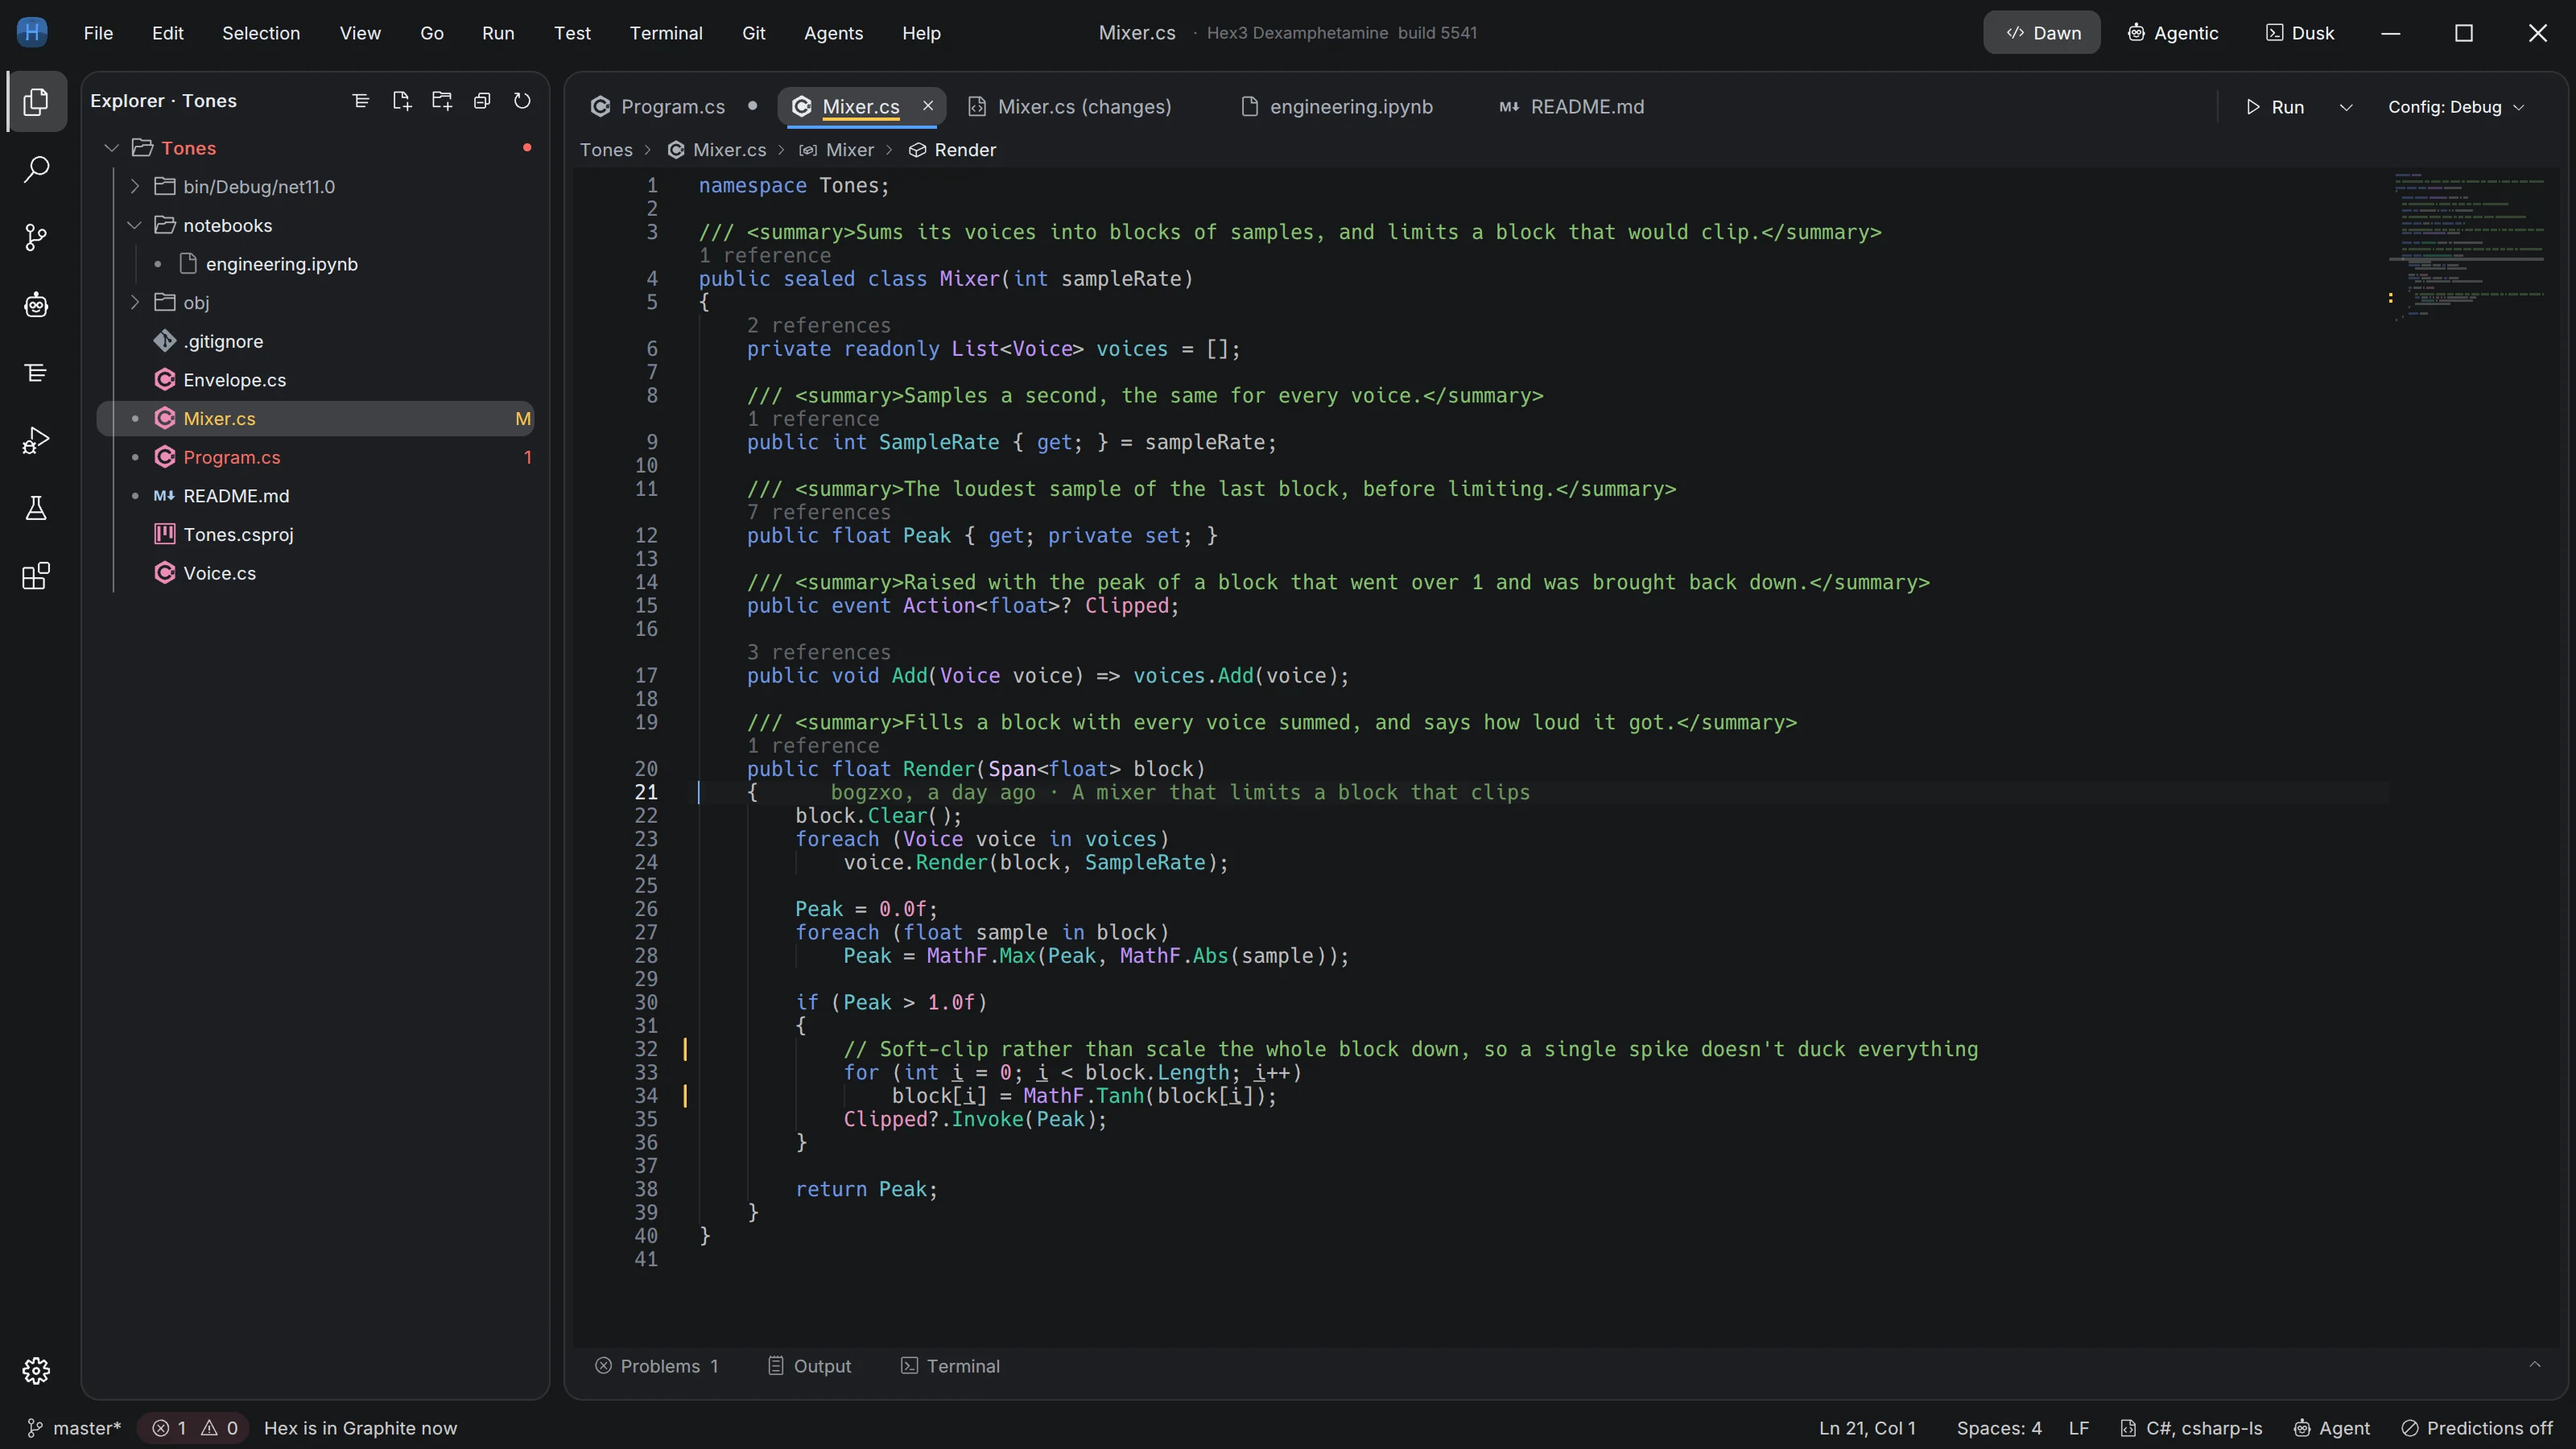 H File Edit Selection View Go Run Test Terminal Git Agents Help Mixer.cs · Hex3 Dexamphetamine build 5541 Dawn Agentic Dusk
Explorer · Tones
Tones
bin/Debug/net11.0
notebooks
engineering.ipynb
obj
.gitignore
Envelope.cs
Mixer.cs M
Program.cs 1
README.md
Tones.csproj
Voice.cs
Program.cs Mixer.cs Mixer.cs (changes) engineering.ipynb README.md Run Config: Debug
Tones > Mixer.cs > Mixer > Render
1 namespace Tones;
2
3 /// <summary>Sums its voices into blocks of samples, and limits a block that would clip.</summary>
1 reference
4 public sealed class Mixer(int sampleRate)
5 {
2 references
6 private readonly List<Voice> voices = [];
7
8 /// <summary>Samples a second, the same for every voice.</summary>
1 reference
9 public int SampleRate { get; } = sampleRate;
10
11 /// <summary>The loudest sample of the last block, before limiting.</summary>
7 references
12 public float Peak { get; private set; }
13
14 /// <summary>Raised with the peak of a block that went over 1 and was brought back down.</summary>
15 public event Action<float>? Clipped;
16
3 references
17 public void Add(Voice voice) => voices.Add(voice);
18
19 /// <summary>Fills a block with every voice summed, and says how loud it got.</summary>
1 reference
20 public float Render(Span<float> block)
21 { bogzxo, a day ago · A mixer that limits a block that clips
22 block.Clear();
23 foreach (Voice voice in voices)
24 voice.Render(block, SampleRate);
25
26 Peak = 0.0f;
27 foreach (float sample in block)
28 Peak = MathF.Max(Peak, MathF.Abs(sample));
29
30 if (Peak > 1.0f)
31 {
32 // Soft-clip rather than scale the whole block down, so a single spike doesn't duck everything
33 for (int i = 0; i < block.Length; i++)
34 block[i] = MathF.Tanh(block[i]);
35 Clipped?.Invoke(Peak);
36 }
37
38 return Peak;
39 }
40 }
41
Problems 1 Output Terminal
master* 1 0 Hex is in Graphite now Ln 21, Col 1 Spaces: 4 LF C#, csharp-ls Agent Predictions off